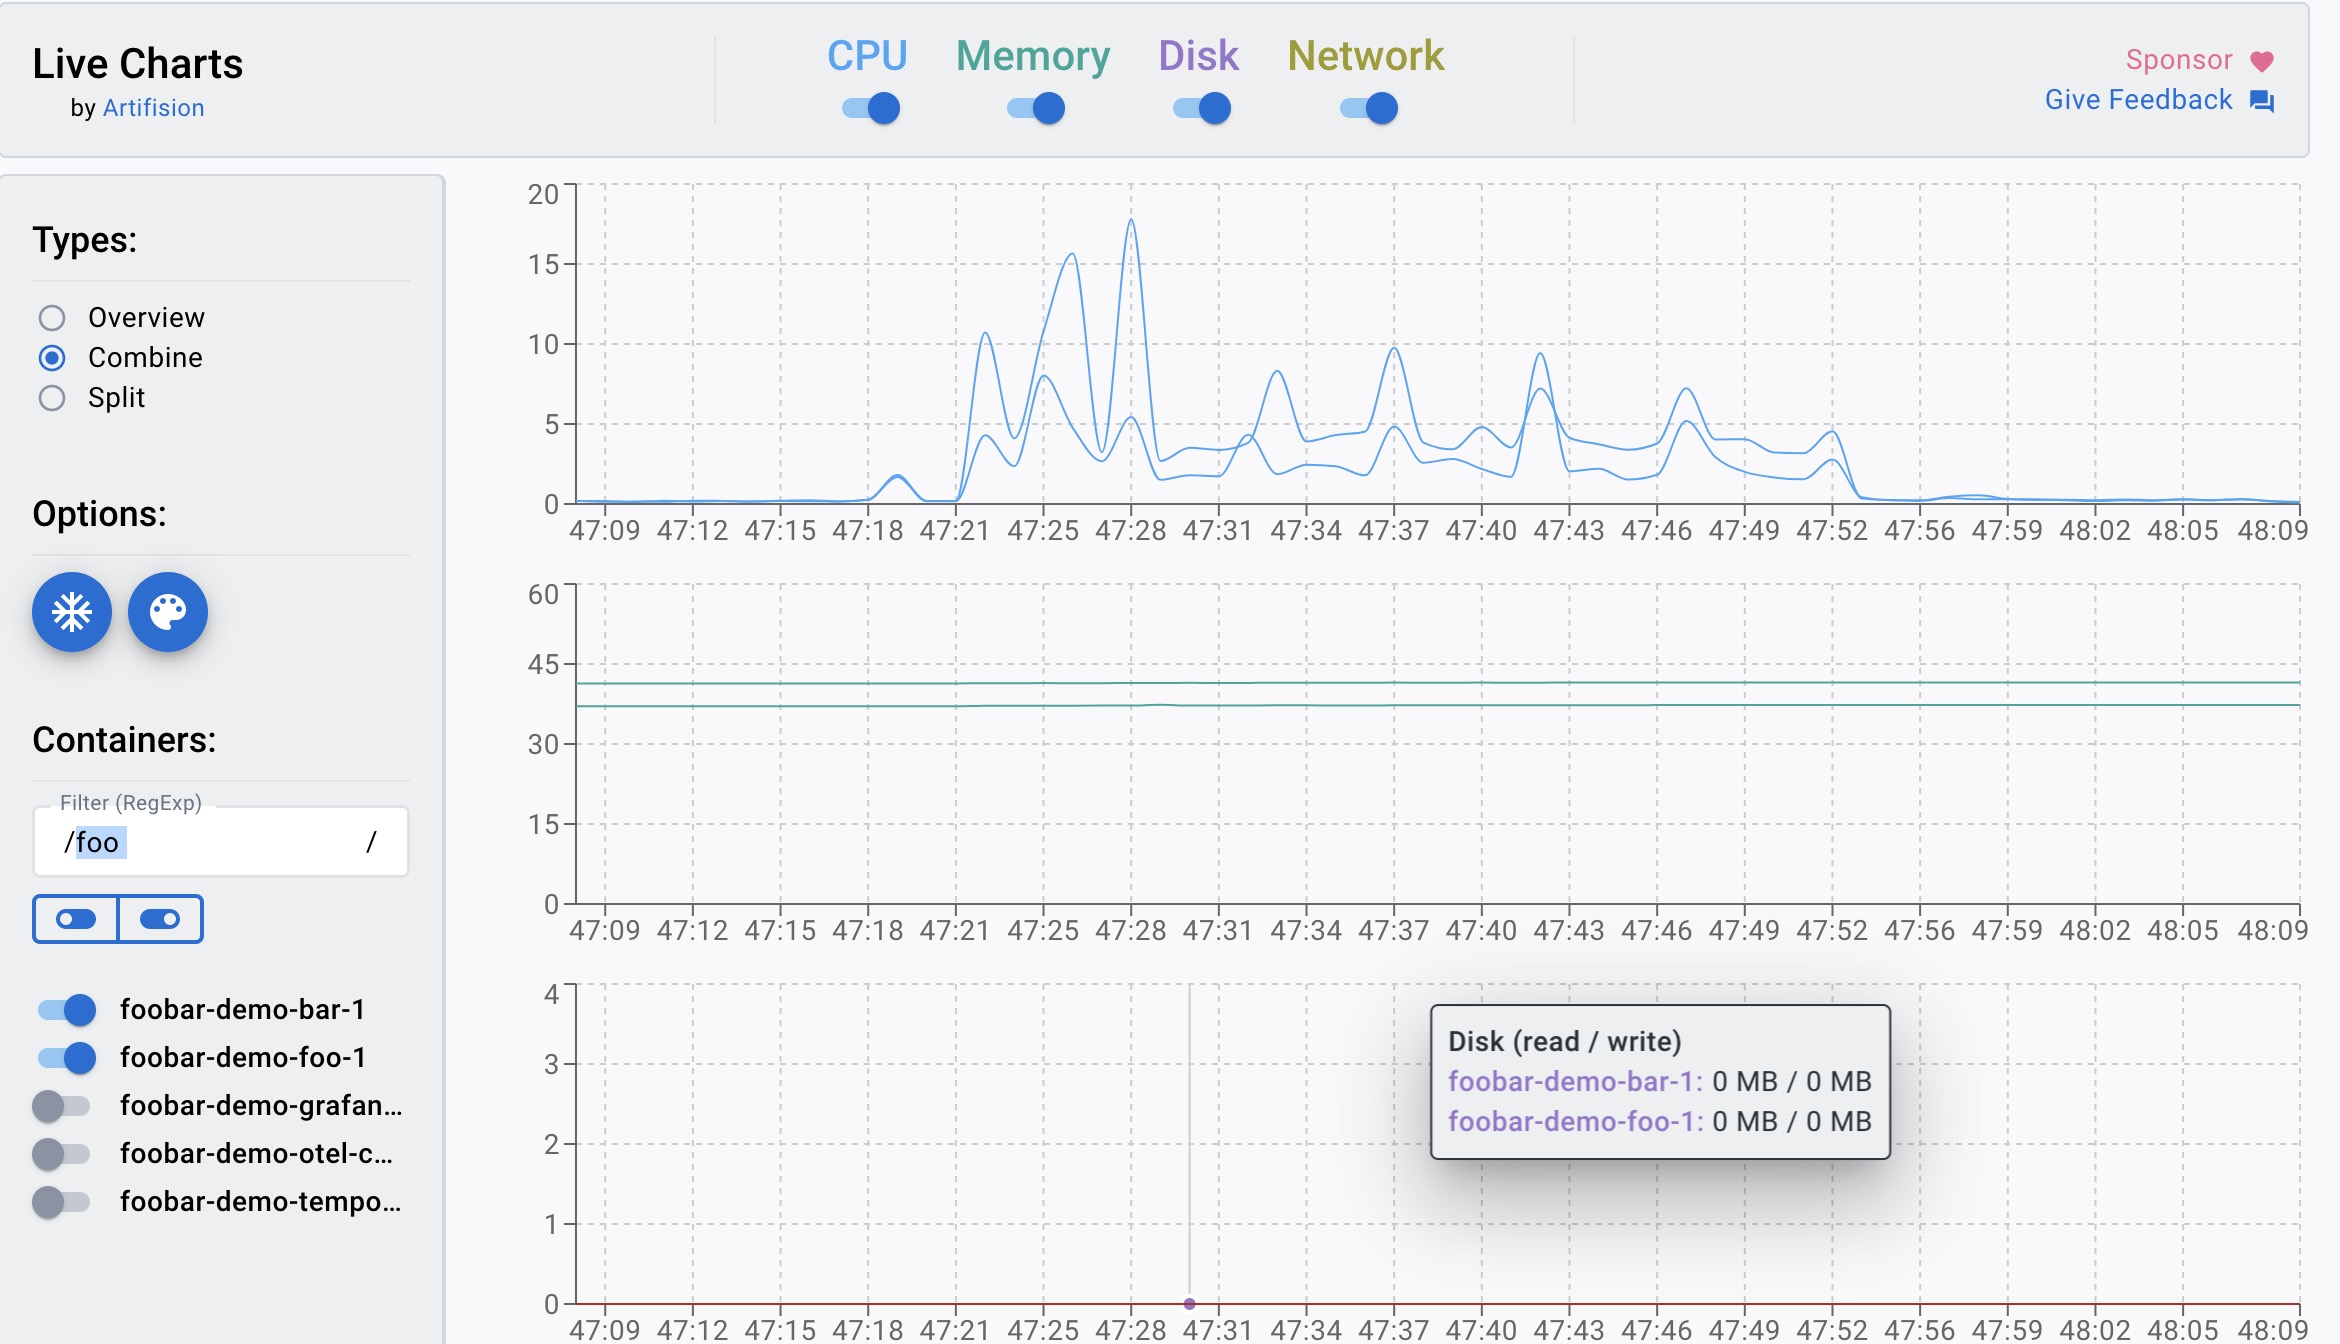 Live Charts
by Artifision
CPU Memory Disk Network
Sponsor
Give Feedback
Types:
Overview
Combine
Split
Options:
Containers:
Filter (RegExp)
/foo /
foobar-demo-bar-1
foobar-demo-foo-1
foobar-demo-grafan...
foobar-demo-otel-c...
foobar-demo-tempo...
20
15
10
5
0
47:09 47:12 47:15 47:18 47:21 47:25 47:28 47:31 47:34 47:37 47:40 47:43 47:46 47:49 47:52 47:56 47:59 48:02 48:05 48:09
60
45
30
15
0
47:09 47:12 47:15 47:18 47:21 47:25 47:28 47:31 47:34 47:37 47:40 47:43 47:46 47:49 47:52 47:56 47:59 48:02 48:05 48:09
4
3
2
1
0
Disk (read / write)
foobar-demo-bar-1: 0 MB / 0 MB
foobar-demo-foo-1: 0 MB / 0 MB
47:09 47:12 47:15 47:18 47:21 47:25 47:28 47:31 47:34 47:37 47:40 47:43 47:46 47:49 47:52 47:56 47:59 48:02 48:05 48:09